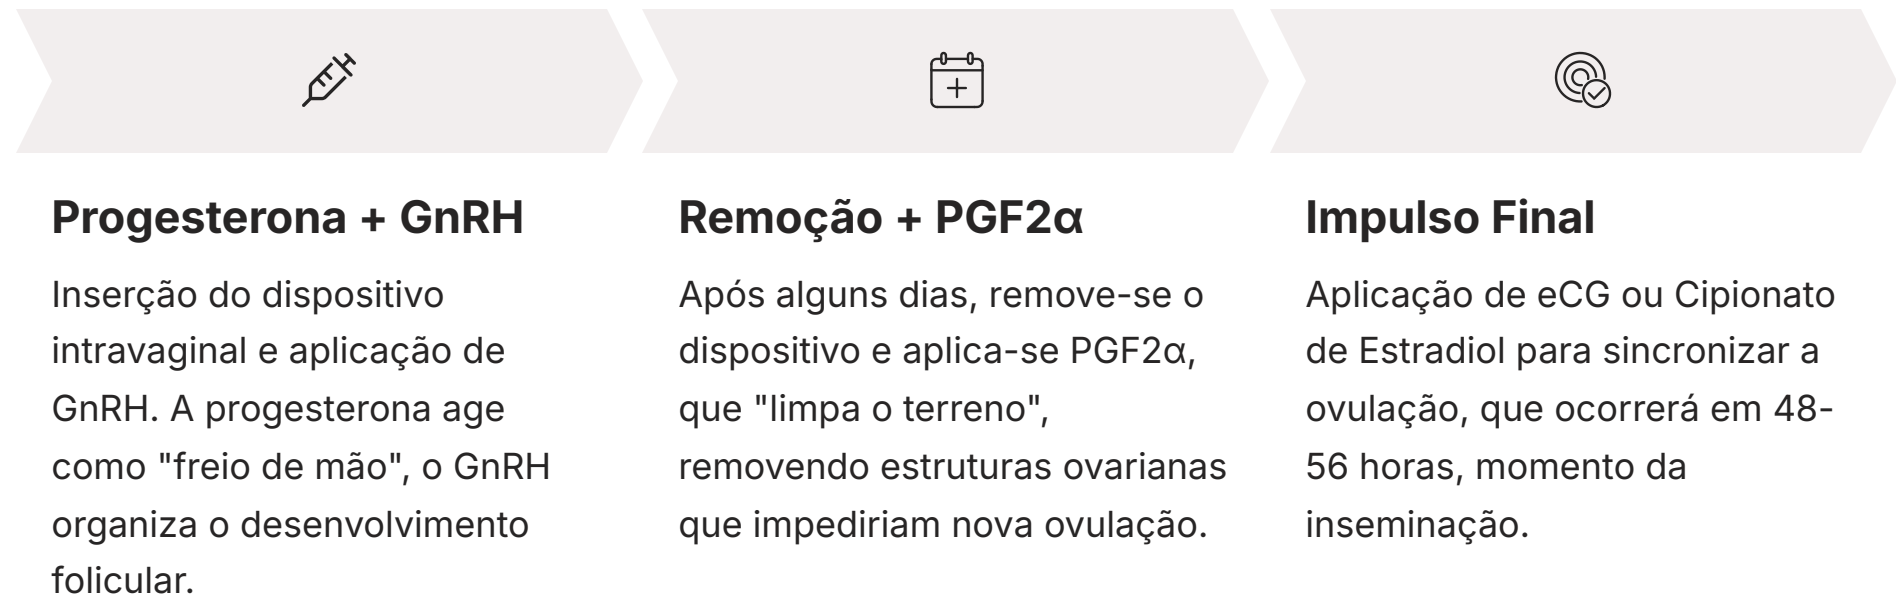 Progesterona + GnRH
Inserção do dispositivo
intravaginal e aplicação de
GnRH. A progesterona age
como "freio de mão", o GnRH
organiza o desenvolvimento
folicular.
Remoção + PGF2α
Após alguns dias, remove-se o
dispositivo e aplica-se PGF2α,
que "limpa o terreno",
removendo estruturas ovarianas
que impediriam nova ovulação.
Impulso Final
Aplicação de eCG ou Cipionato
de Estradiol para sincronizar a
ovulação, que ocorrerá em 48-
56 horas, momento da
inseminação.